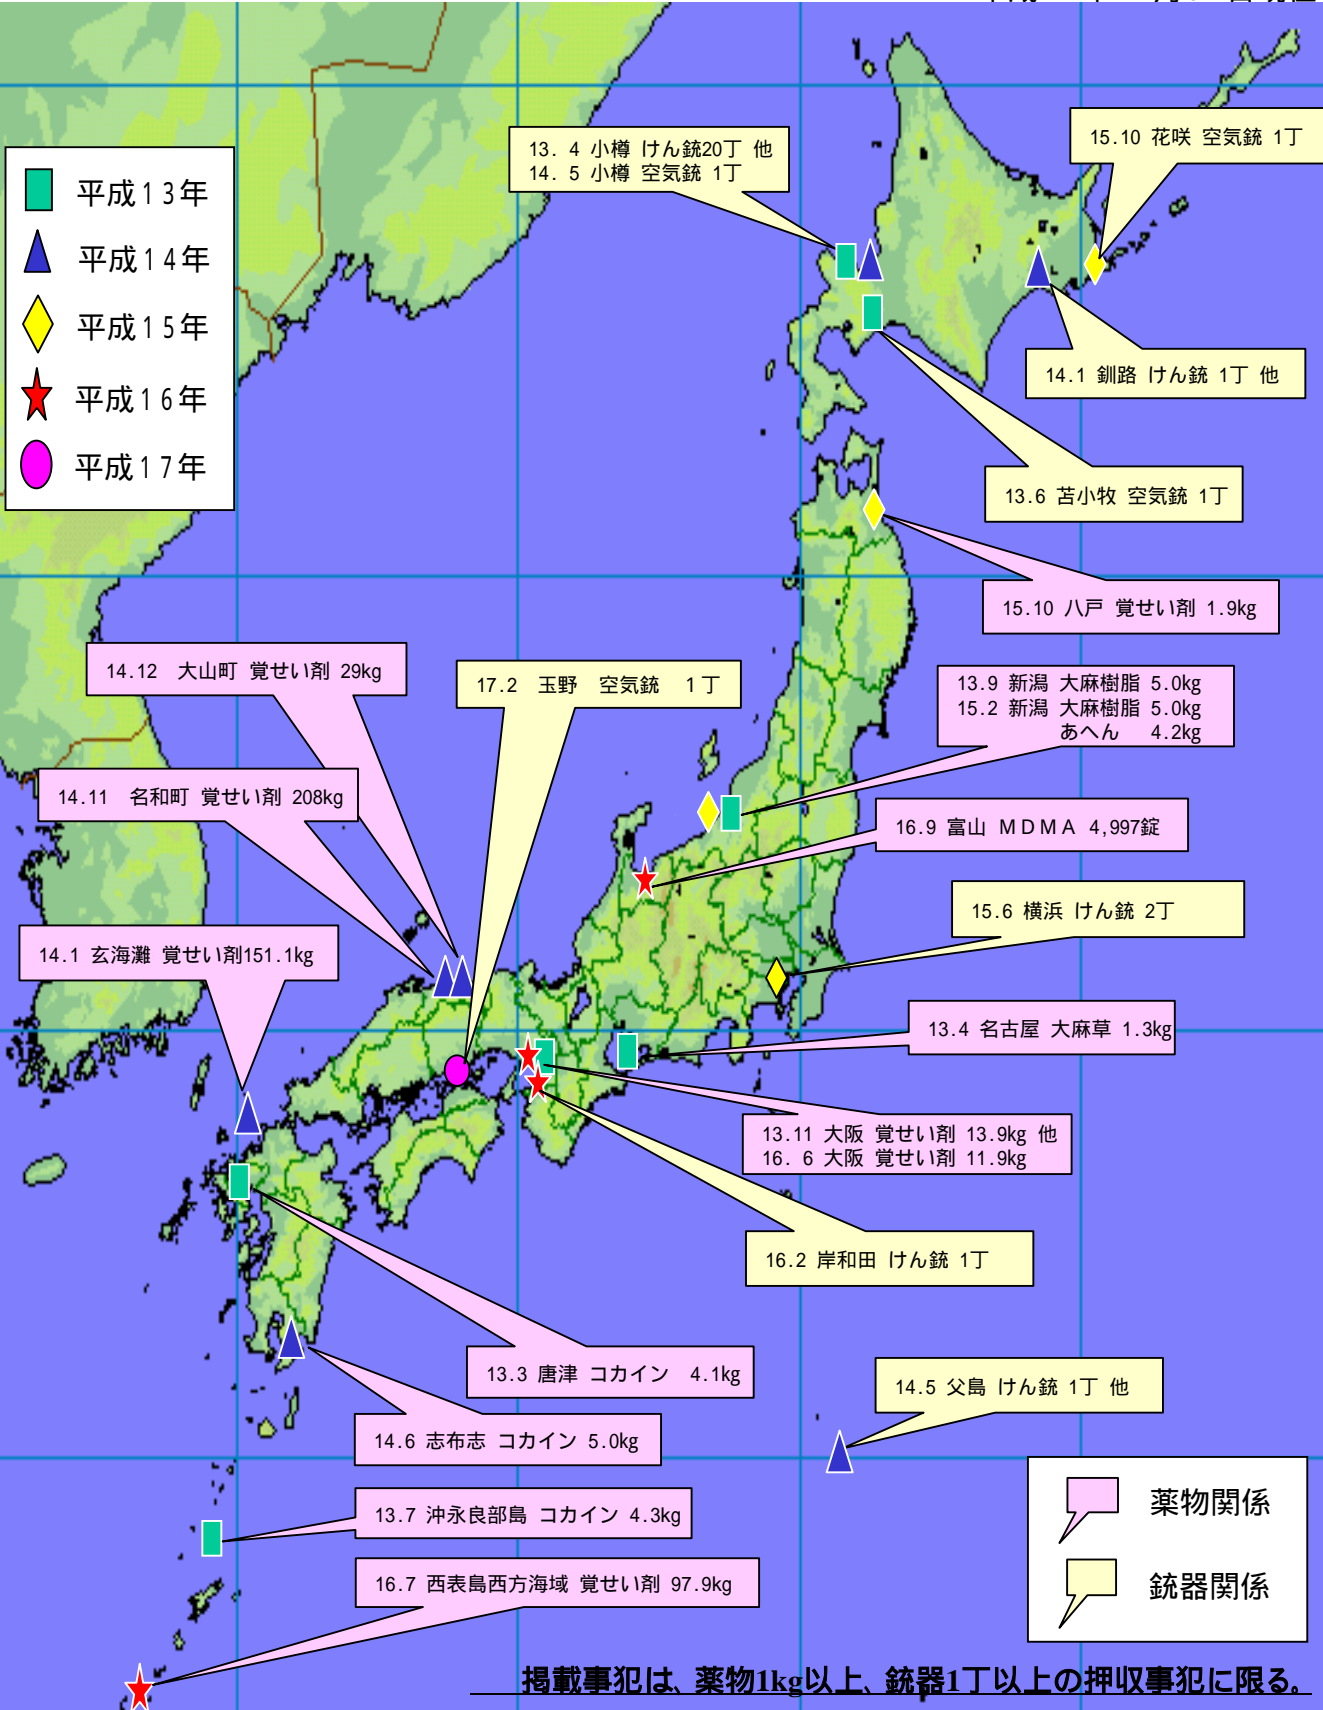 13. 4 小樽 けん銃20丁 他
14. 5 小樽 空気銃 1丁
15.10 花咲 空気銃 1丁
平成13年
平成14年
平成15年
平成16年
平成17年
14.1 釧路 けん銃 1丁 他
13.6 苫小牧 空気銃 1丁
15.10 八戸 覚せい剤 1.9kg
14.12 大山町 覚せい剤 29kg
17.2 玉野 空気銃 1丁
13.9 新潟 大麻樹脂 5.0kg
15.2 新潟 大麻樹脂 5.0kg
あへん 4.2kg
14.11 名和町 覚せい剤 208kg
16.9 富山 MDMA 4,997錠
15.6 横浜 けん銃 2丁
14.1 玄海灘 覚せい剤151.1kg
13.4 名古屋 大麻草 1.3kg
13.11 大阪 覚せい剤 13.9kg 他
16. 6 大阪 覚せい剤 11.9kg
16.2 岸和田 けん銃 1丁
13.3 唐津 コカイン 4.1kg
14.5 父島 けん銃 1丁 他
14.6 志布志 コカイン 5.0kg
13.7 沖永良部島 コカイン 4.3kg
16.7 西表島西方海域 覚せい剤 97.9kg
薬物関係
銃器関係
掲載事犯は、薬物1kg以上、銃器1丁以上の押収事犯に限る。